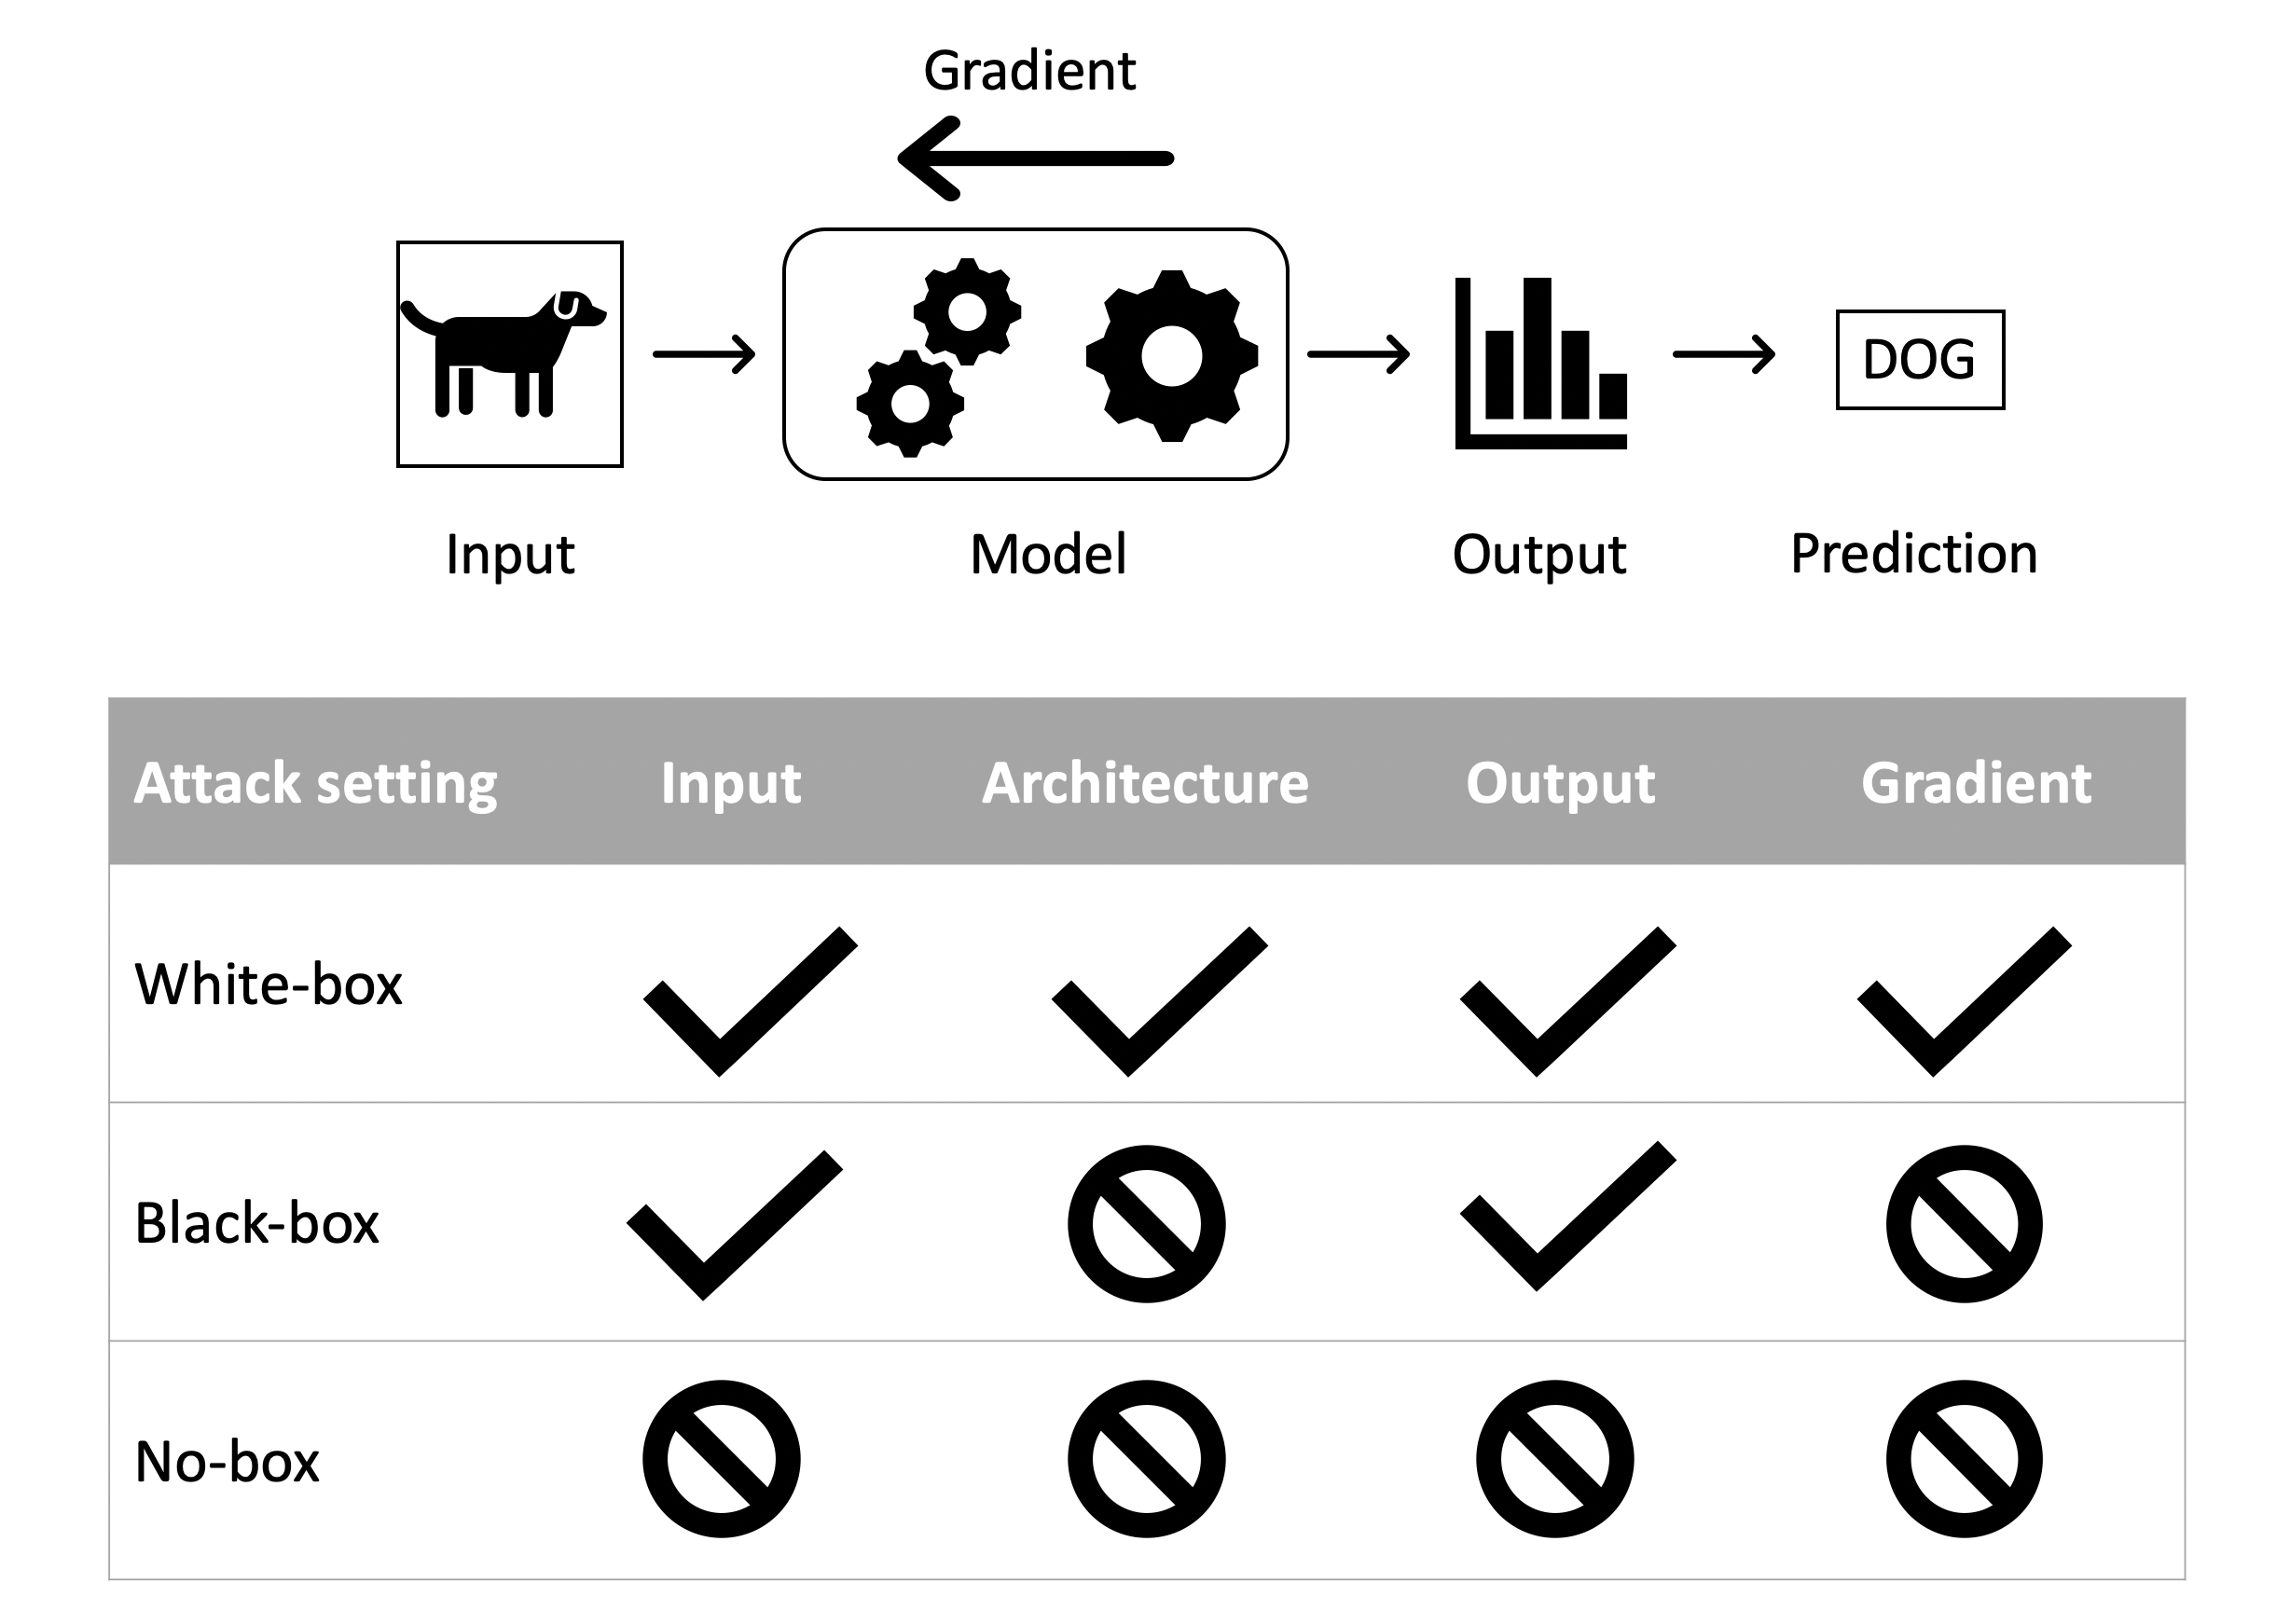 Gradient
DOG
Input
Model
Output
Prediction
Attack setting Input Architecture Output Gradient
White-box
Black-box
No-box